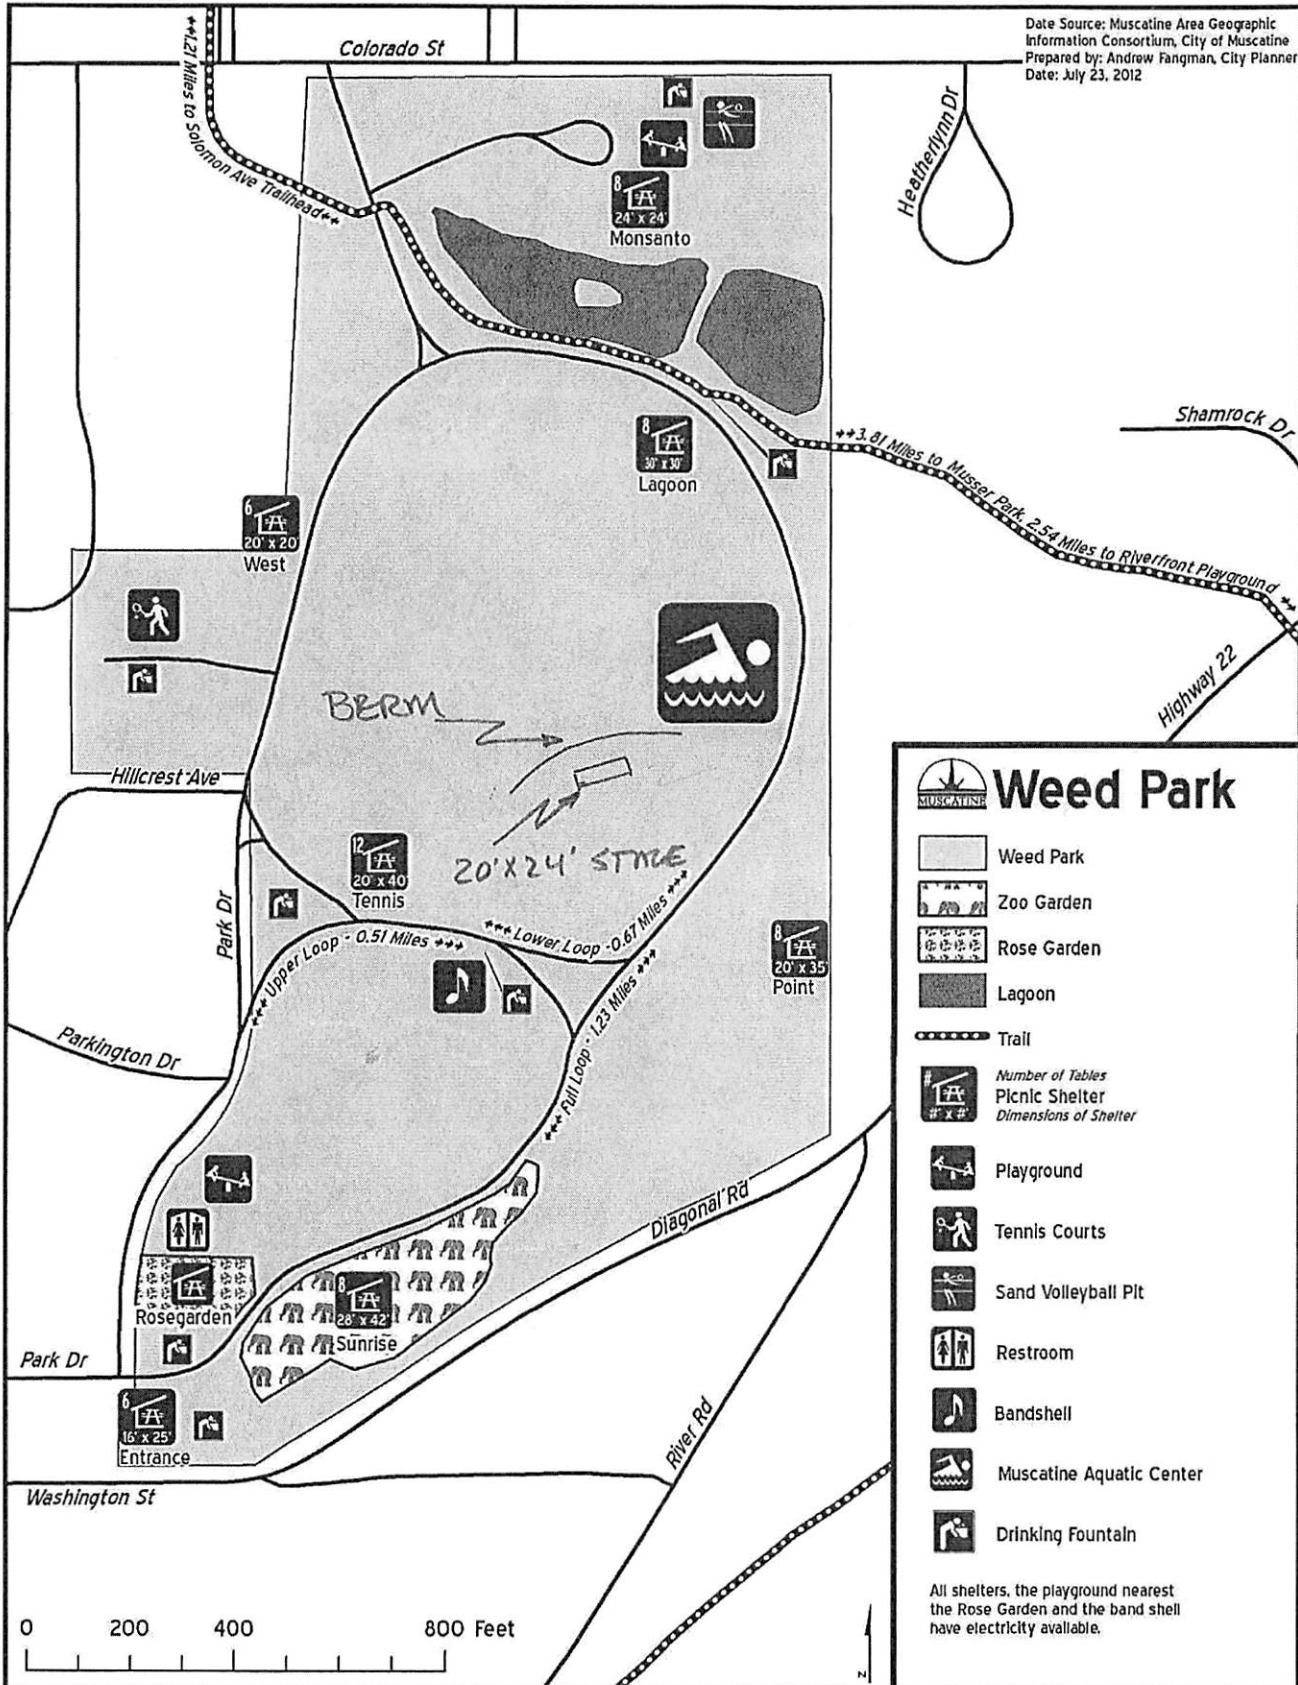 Date Source: Muscatine Area Geographic
Information Consortium, City of Muscatine
Prepared by: Andrew Fangman, City Planner
Date: July 23, 2012
Colorado St
↔1.21 Miles to Solomon Ave Trailhead↔
Heatherlynn Dr
8
24' x 24'
Monsanto
Shamrock Dr
8
30' x 30'
Lagoon
↔3.81 Miles to Musser Park, 2.54 Miles to Riverfront Playground ↔
6
20' x 20'
West
Highway 22
BERM
Hillcrest Ave
20' X 24' STAGE
12
20' x 40'
Tennis
Park Dr
Upper Loop - 0.51 Miles
Lower Loop -0.67 Miles
8
20' x 35'
Point
Full Loop - 1.23 Miles
Parkington Dr
Diagonal Rd
Rosegarden
8
28' x 42'
Sunrise
Park Dr
6
16' x 25'
Entrance
River Rd
Washington St
0 200 400 800 Feet
N
MUSCATINE
Weed Park
Weed Park
Zoo Garden
Rose Garden
Lagoon
Trail
#
#' x #'
Number of Tables
Picnic Shelter
Dimensions of Shelter
Playground
Tennis Courts
Sand Volleyball Pit
Restroom
Bandshell
Muscatine Aquatic Center
Drinking Fountain
All shelters, the playground nearest
the Rose Garden and the band shell
have electricity available.